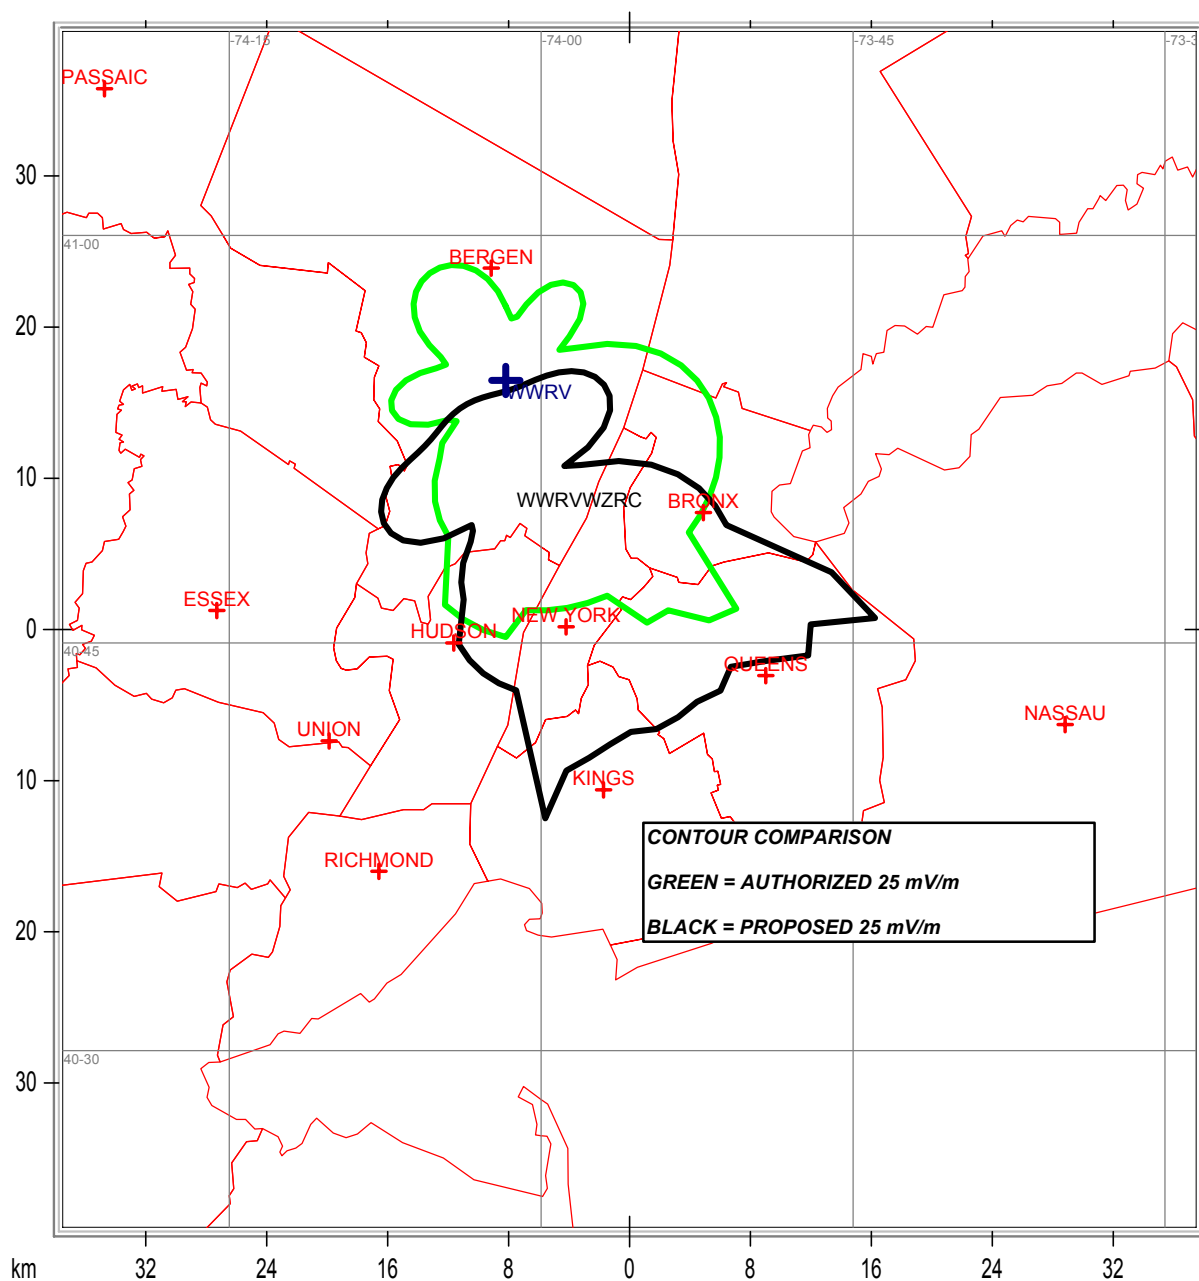 -74-15
-74-00
-73-45
-73-3
PASSAIC
30
41-00
BERGEN
20
WWRV
10
WWRVWZRC
BRONX
ESSEX
NEW YORK
0
HUDSON
40-45
QUEENS
NASSAU
UNION
10
KINGS
CONTOUR COMPARISON
RICHMOND
GREEN = AUTHORIZED 25 mV/m
BLACK = PROPOSED 25 mV/m
20
40-30
30
km 32 24 16 8 0 8 16 24 32